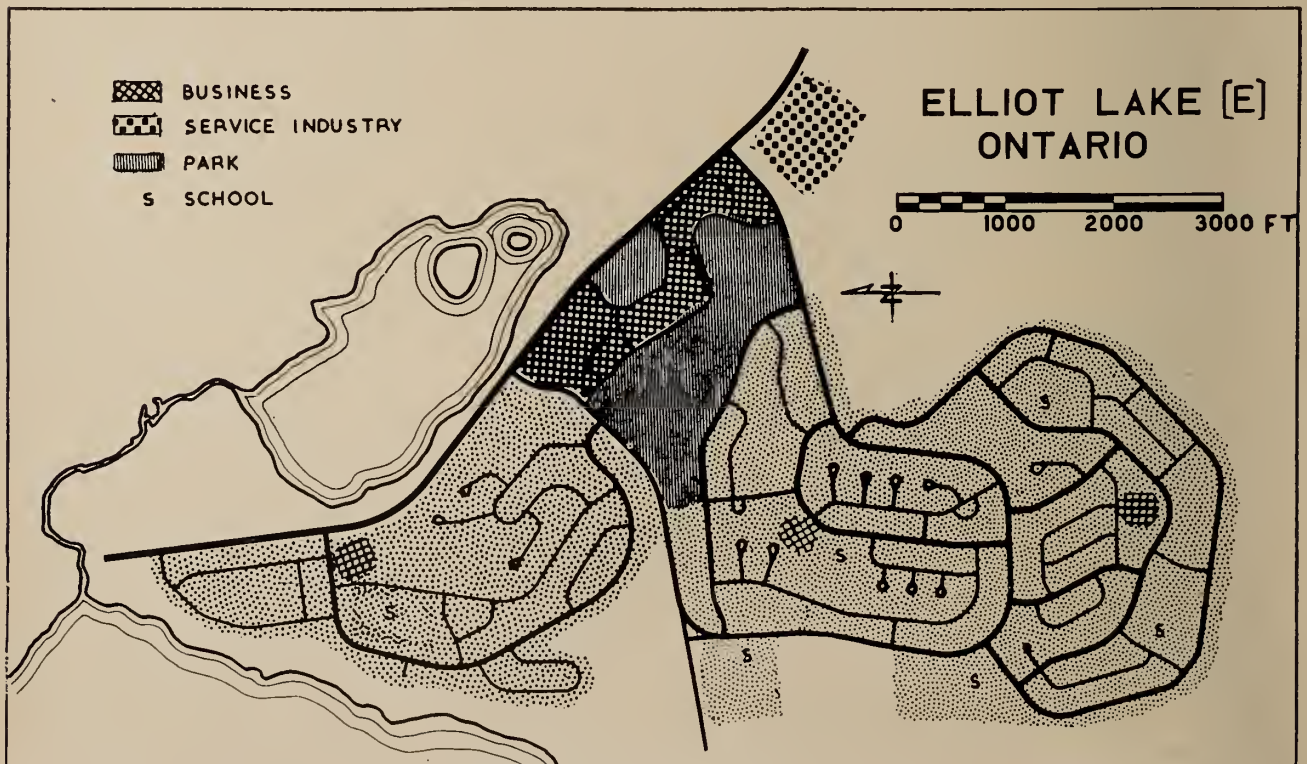 BUSINESS
SERVICE INDUSTRY
PARK
S SCHOOL
ELLIOT LAKE [E]
ONTARIO
0 1000 2000 3000 FT
S
S
S
S
S
S